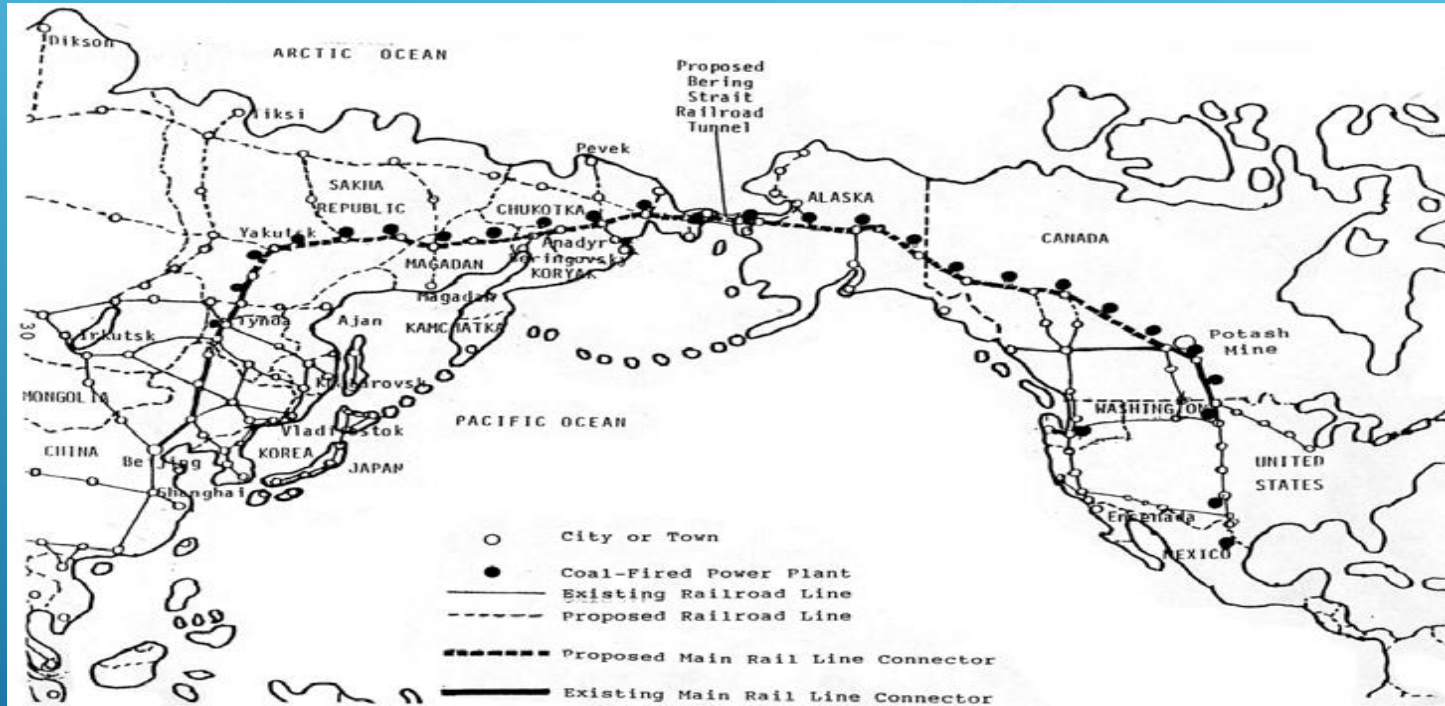 Dikson
ARCTIC OCEAN
Proposed
Bering
Strait
Railroad
Tunnel
Tiksi
Pevek
SAKHA
REPUBLIC
CHUKOTKA
ALASKA
Yakutsk
CANADA
Anadyr
Beringovsky
MAGADAN
KORYAK
Magadan
30
Irkutsk
Tynda
Ajan
KAMCHATKA
Potash
Mine
MONGOLIA
WASHINGTON
PACIFIC OCEAN
Vladivostok
CHINA
Beijing
KOREA
JAPAN
UNITED
STATES
Shanghai
Ensenada
MEXICO
City or Town
Coal-Fired Power Plant
Existing Railroad Line
Proposed Railroad Line
Proposed Main Rail Line Connector
Existing Main Rail Line Connector